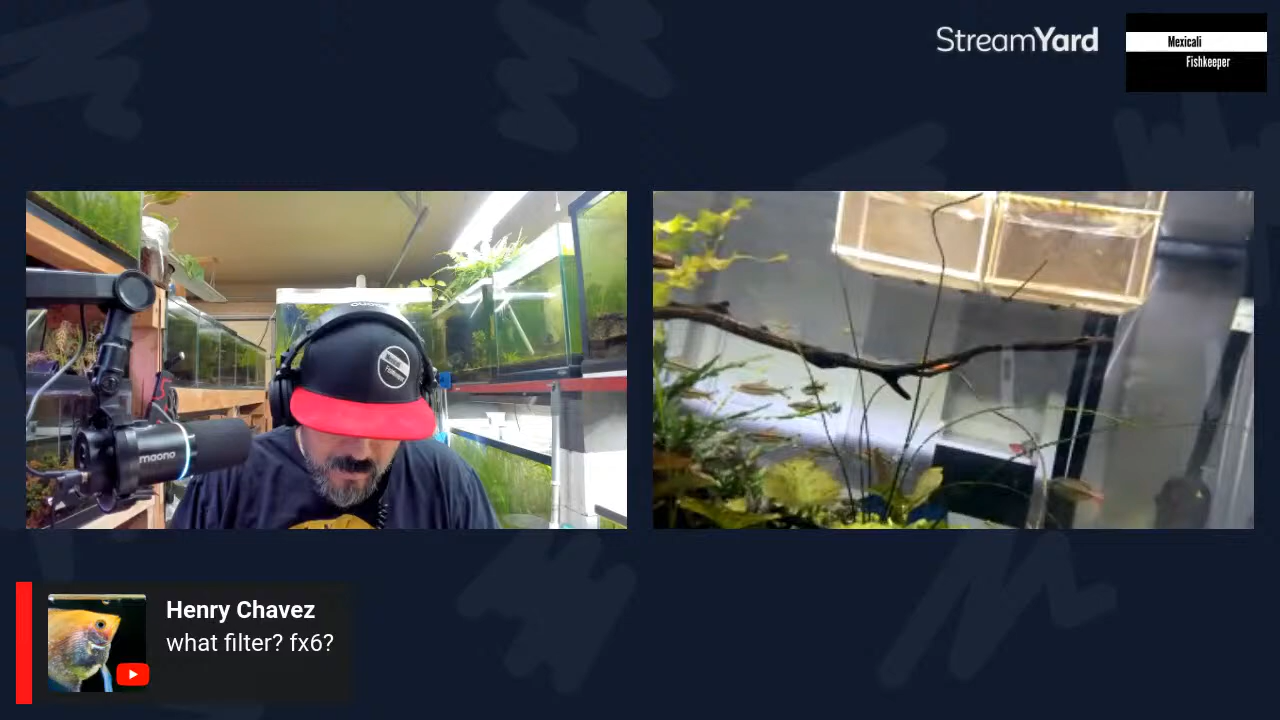 StreamYard
Mexicali
Fishkeeper
maono
Henry Chavez
what filter? fx6?